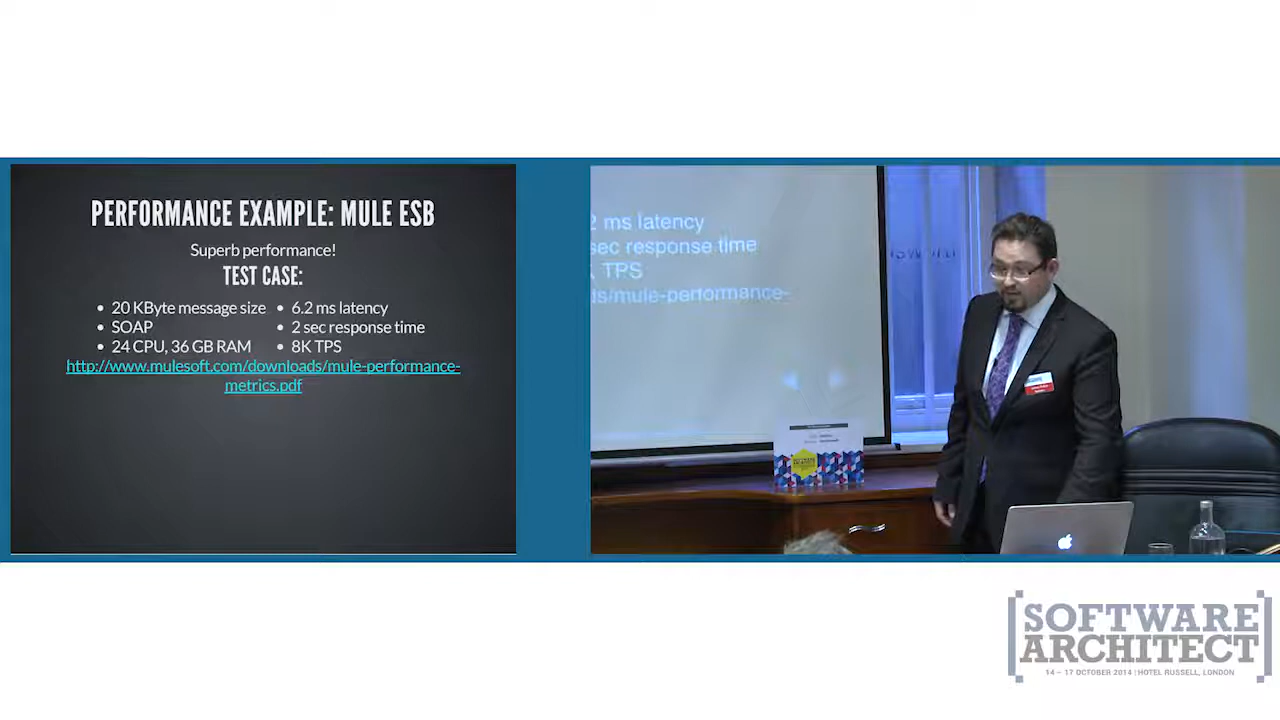 PERFORMANCE EXAMPLE: MULE ESB
Superb performance!
TEST CASE:
• 20 KByte message size
• SOAP
• 24 CPU, 36 GB RAM
• 6.2 ms latency
• 2 sec response time
• 8K TPS
http://www.mulesoft.com/downloads/mule-performance-
metrics.pdf
2 ms latency
sec response time
TPS
ds/mule-performance-
SOFTWARE
ARCHITECT
14 – 17 OCTOBER 2014 | HOTEL RUSSELL, LONDON